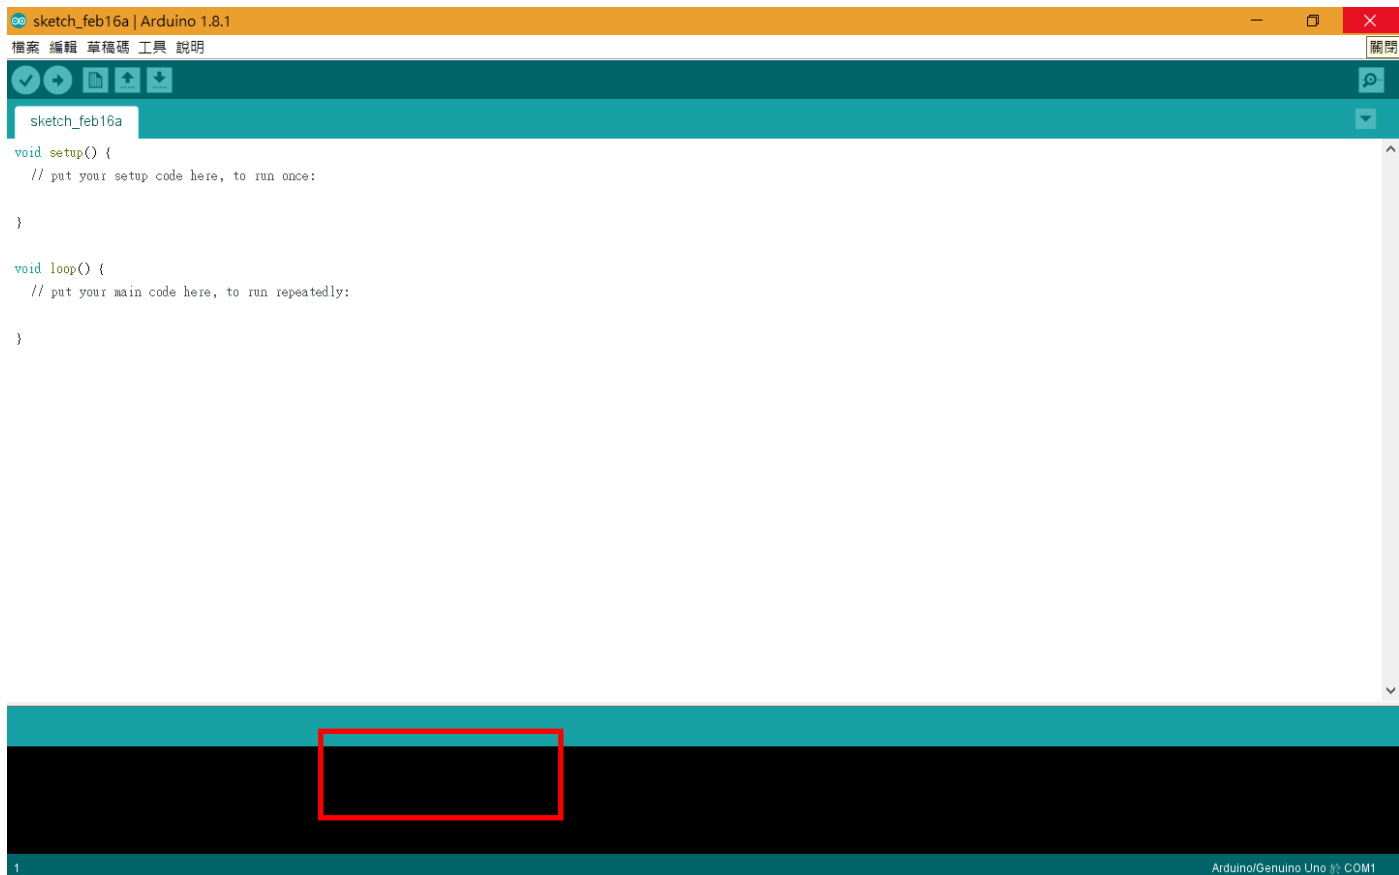 sketch_feb16a | Arduino 1.8.1
檔案 編輯 草稿碼 工具 說明
關閉
sketch_feb16a
void setup() {
  // put your setup code here, to run once:
}
void loop() {
  // put your main code here, to run repeatedly:
}
1
Arduino/Genuino Uno 於 COM1